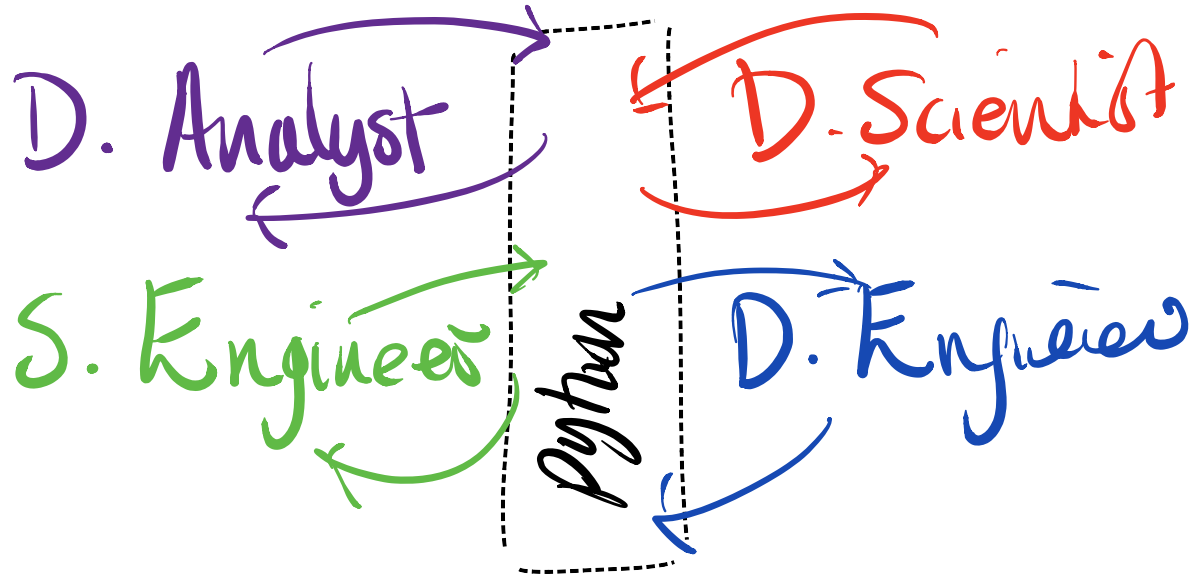 D. Analyst
D. Scientist
S. Engineer
D. Engineer
Python